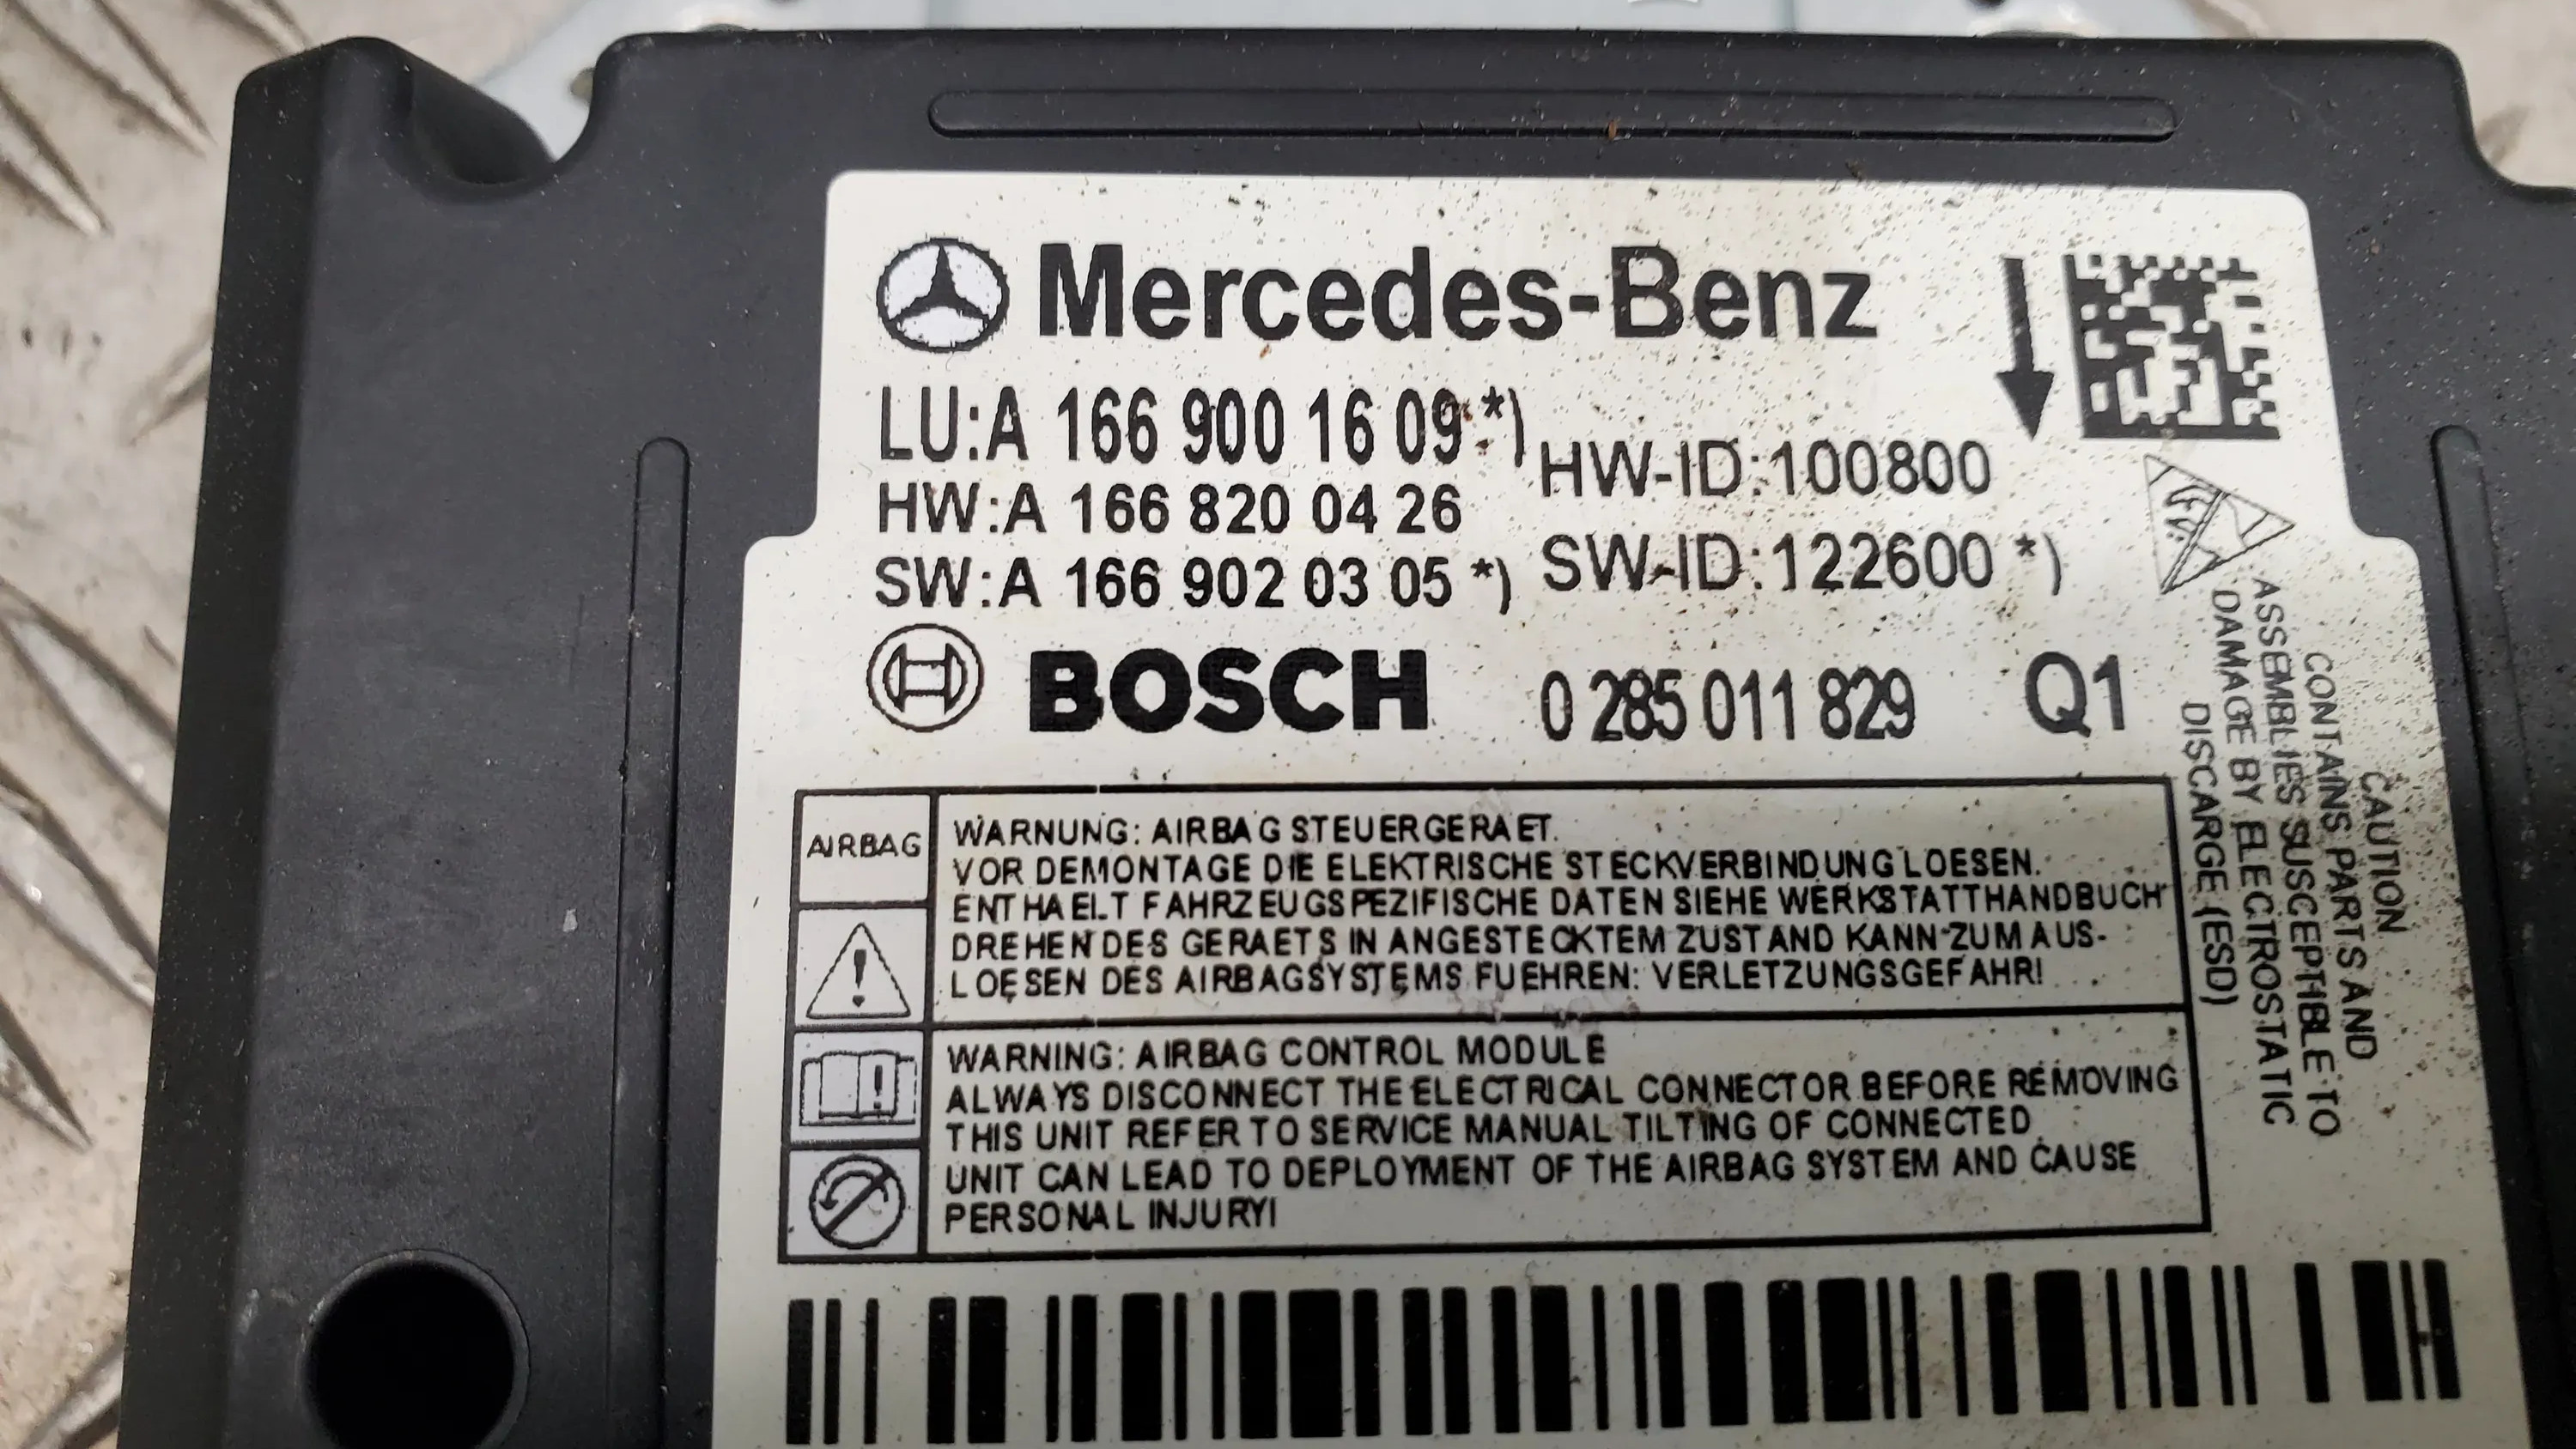 Mercedes-Benz
LU:A 166 900 16 09 *)
HW-ID:100800
HW:A 166 820 04 26
SW:A 166 902 03 05 *)
SW-ID:122600 *)
BOSCH 0 285 011 829 Q1
AIRBAG
WARNUNG: AIRBAG STEUERGERAET.
VOR DEMONTAGE DIE ELEKTRISCHE STECKVERBINDUNG LOESEN.
ENTHAELT FAHRZEUGSPEZIFISCHE DATEN SIEHE WERKSTATTHANDBUCH
DREHEN DES GERAETS IN ANGESTECKTEM ZUSTAND KANN ZUM AUS-
LOESEN DES AIRBAGSYSTEMS FUEHREN: VERLETZUNGSGEFAHR!
WARNING: AIRBAG CONTROL MODULE
ALWAYS DISCONNECT THE ELECTRICAL CONNECTOR BEFORE REMOVING
THIS UNIT REFER TO SERVICE MANUAL TILTING OF CONNECTED
UNIT CAN LEAD TO DEPLOYMENT OF THE AIRBAG SYSTEM AND CAUSE
PERSONAL INJURY!
CAUTION
CONTAINS PARTS AND
ASSEMBLIES SUSCEPTIBLE TO
DAMAGE BY ELECTROSTATIC
DISCARGE (ESD)